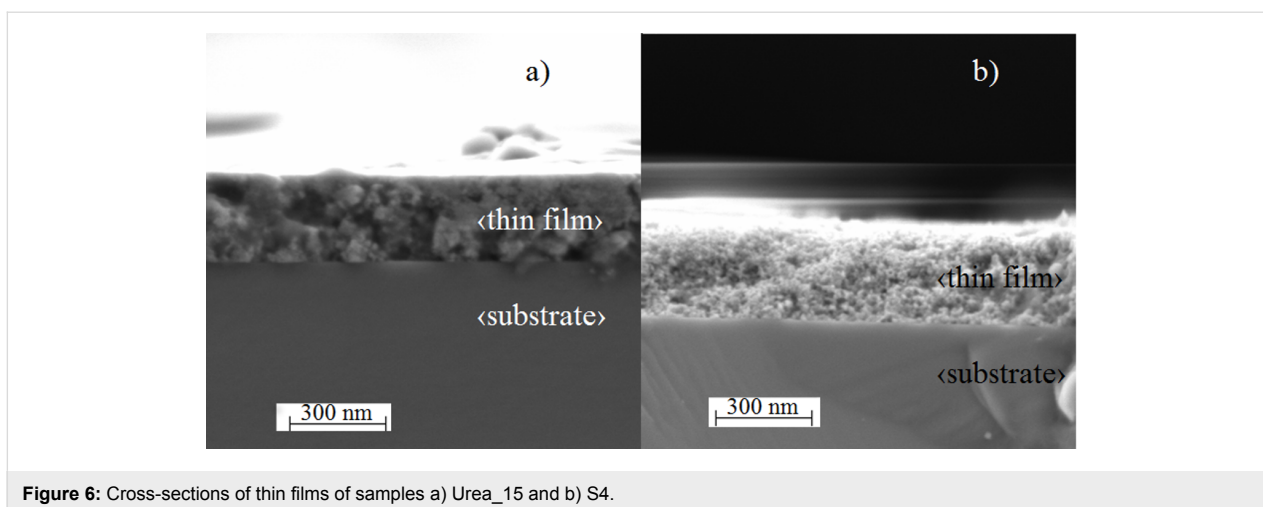 a)
‹thin film›
‹substrate›
300 nm
b)
‹thin film›
‹substrate›
300 nm
Figure 6: Cross-sections of thin films of samples a) Urea_15 and b) S4.